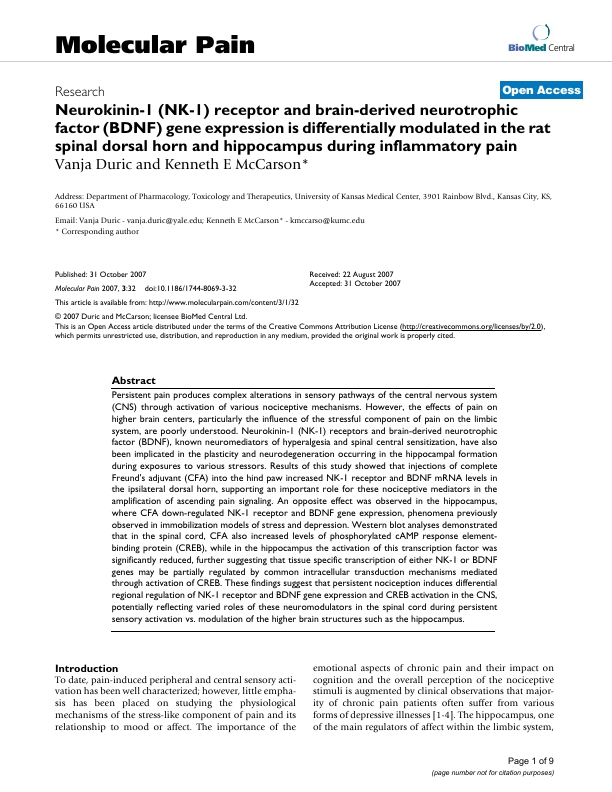 Molecular Pain
BioMed Central
Research
Open Access
Neurokinin-1 (NK-1) receptor and brain-derived neurotrophic
factor (BDNF) gene expression is differentially modulated in the rat
spinal dorsal horn and hippocampus during inflammatory pain
Vanja Duric and Kenneth E McCarson*
Address: Department of Pharmacology, Toxicology and Therapeutics, University of Kansas Medical Center, 3901 Rainbow Blvd., Kansas City, KS,
66160 USA
Email: Vanja Duric - vanja.duric@yale.edu; Kenneth E McCarson* - kmccarso@kumc.edu
* Corresponding author
Published: 31 October 2007
Molecular Pain 2007, 3:32 doi:10.1186/1744-8069-3-32
Received: 22 August 2007
Accepted: 31 October 2007
This article is available from: http://www.molecularpain.com/content/3/1/32
© 2007 Duric and McCarson; licensee BioMed Central Ltd.
This is an Open Access article distributed under the terms of the Creative Commons Attribution License (http://creativecommons.org/licenses/by/2.0),
which permits unrestricted use, distribution, and reproduction in any medium, provided the original work is properly cited.
Abstract
Persistent pain produces complex alterations in sensory pathways of the central nervous system
(CNS) through activation of various nociceptive mechanisms. However, the effects of pain on
higher brain centers, particularly the influence of the stressful component of pain on the limbic
system, are poorly understood. Neurokinin-1 (NK-1) receptors and brain-derived neurotrophic
factor (BDNF), known neuromediators of hyperalgesia and spinal central sensitization, have also
been implicated in the plasticity and neurodegeneration occurring in the hippocampal formation
during exposures to various stressors. Results of this study showed that injections of complete
Freund's adjuvant (CFA) into the hind paw increased NK-1 receptor and BDNF mRNA levels in
the ipsilateral dorsal horn, supporting an important role for these nociceptive mediators in the
amplification of ascending pain signaling. An opposite effect was observed in the hippocampus,
where CFA down-regulated NK-1 receptor and BDNF gene expression, phenomena previously
observed in immobilization models of stress and depression. Western blot analyses demonstrated
that in the spinal cord, CFA also increased levels of phosphorylated cAMP response element-
binding protein (CREB), while in the hippocampus the activation of this transcription factor was
significantly reduced, further suggesting that tissue specific transcription of either NK-1 or BDNF
genes may be partially regulated by common intracellular transduction mechanisms mediated
through activation of CREB. These findings suggest that persistent nociception induces differential
regional regulation of NK-1 receptor and BDNF gene expression and CREB activation in the CNS,
potentially reflecting varied roles of these neuromodulators in the spinal cord during persistent
sensory activation vs. modulation of the higher brain structures such as the hippocampus.
Introduction
To date, pain-induced peripheral and central sensory acti-
vation has been well characterized; however, little empha-
sis has been placed on studying the physiological
mechanisms of the stress-like component of pain and its
relationship to mood or affect. The importance of the
emotional aspects of chronic pain and their impact on
cognition and the overall perception of the nociceptive
stimuli is augmented by clinical observations that major-
ity of chronic pain patients often suffer from various
forms of depressive illnesses [1-4]. The hippocampus, one
of the main regulators of affect within the limbic system,
Page 1 of 9
(page number not for citation purposes)